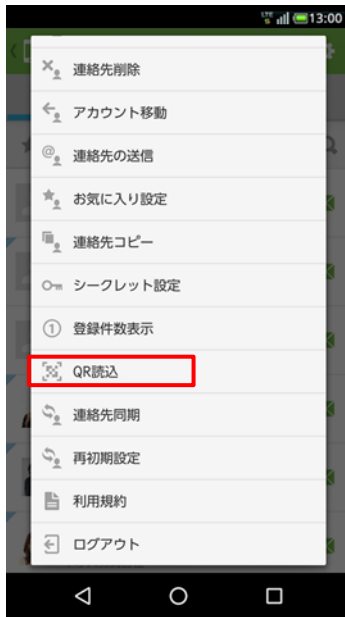 LTE 13:00
連絡先削除
アカウント移動
連絡先の送信
お気に入り設定
連絡先コピー
シークレット設定
1 登録件数表示
QR読込
連絡先同期
再初期設定
利用規約
ログアウト